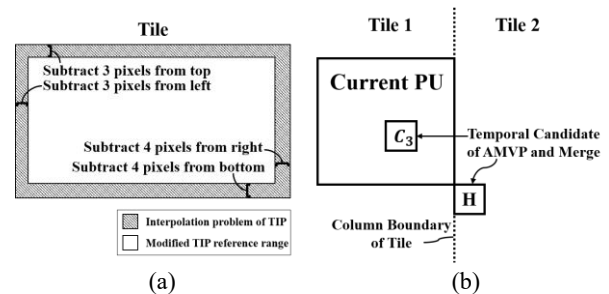 Tile
Subtract 3 pixels from top
Subtract 3 pixels from left
Subtract 4 pixels from right
Subtract 4 pixels from bottom
Interpolation problem of TIP
Modified TIP reference range
(a)
Tile 1 Tile 2
Current PU
C₃
Temporal Candidate
of AMVP and Merge
H
Column Boundary
of Tile
(b)